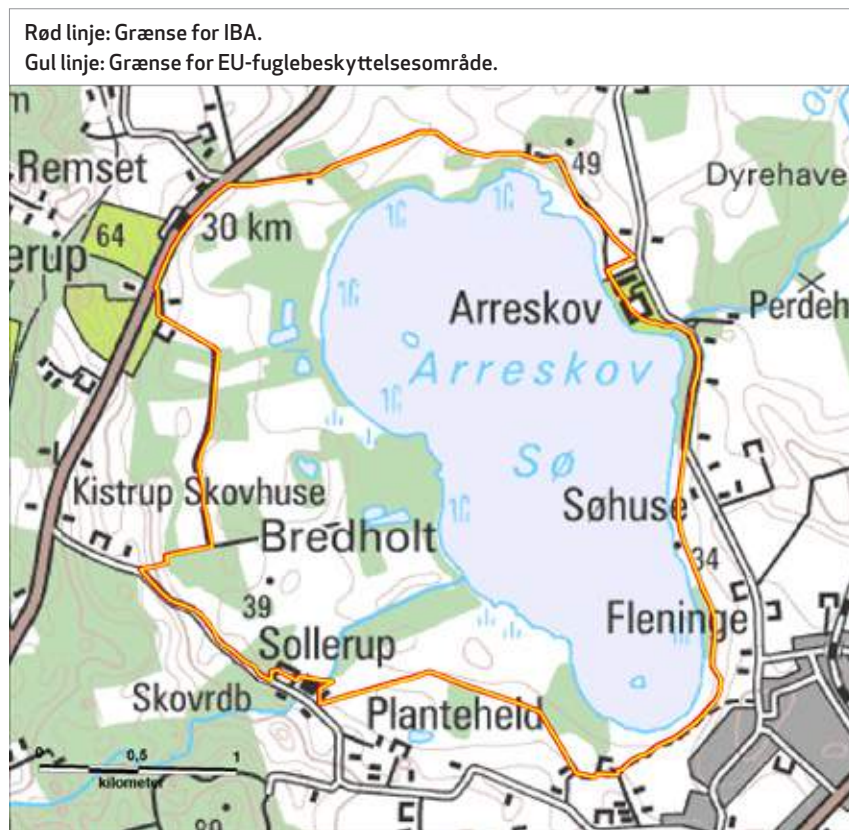 Rød linje: Grænse for IBA.
Gul linje: Grænse for EU-fuglebeskyttelsesområde.
m
Remset
49
Dyrehave
64
30 km
erup
Arreskov
Perdeh
Arreskov
Sø
Kistrup Skovhuse
Søhuse
Bredholt
34
39
Fleninge
Sollerup
Skovrdb
Planteheld
0 0,5 1
kilometer